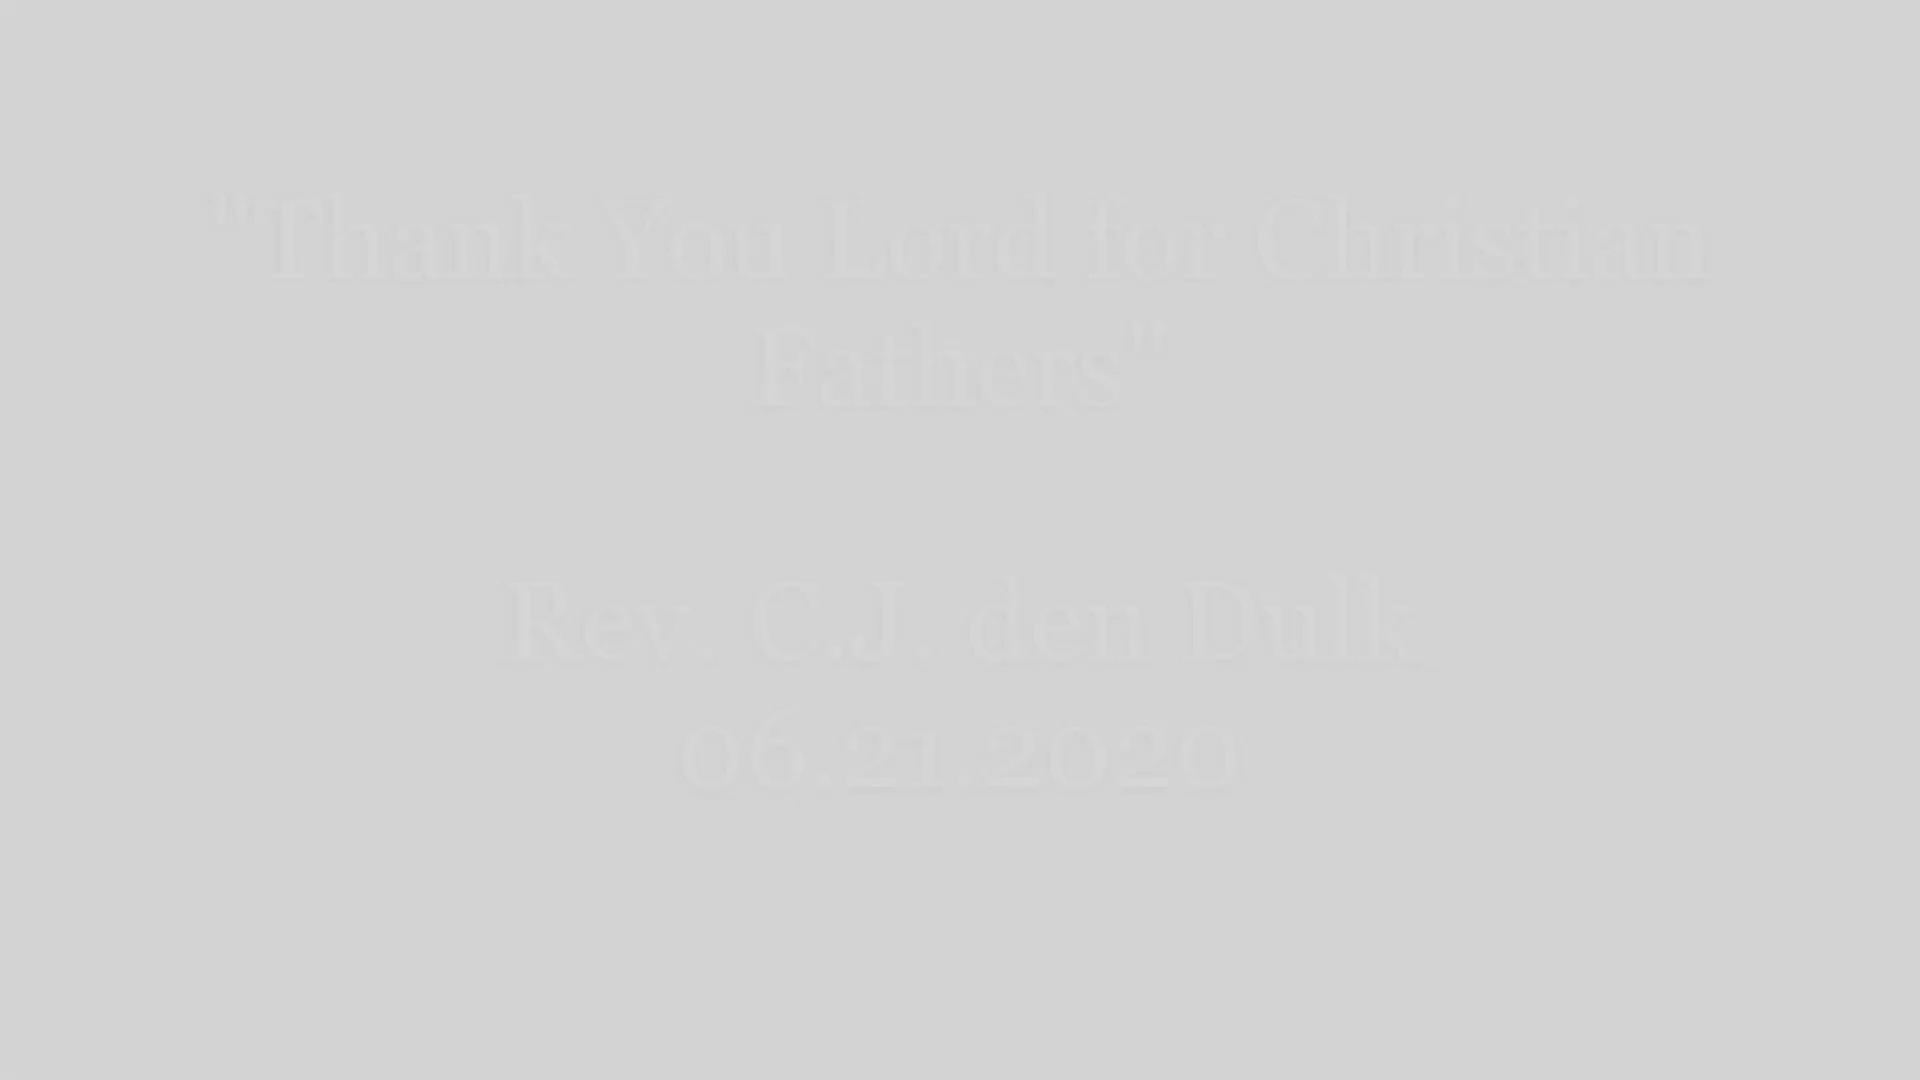 "Thank You Lord for Christian
Fathers"
Rev. C.J. den Dulk
06.21.2020